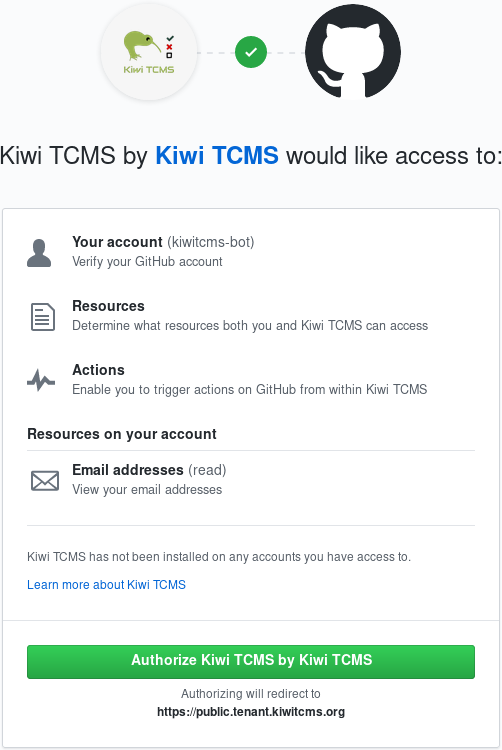 Kiwi TCMS
Kiwi TCMS by Kiwi TCMS would like access to:
Your account (kiwitcms-bot)
Verify your GitHub account
Resources
Determine what resources both you and Kiwi TCMS can access
Actions
Enable you to trigger actions on GitHub from within Kiwi TCMS
Resources on your account
Email addresses (read)
View your email addresses
Kiwi TCMS has not been installed on any accounts you have access to.
Learn more about Kiwi TCMS
Authorize Kiwi TCMS by Kiwi TCMS
Authorizing will redirect to
https://public.tenant.kiwitcms.org